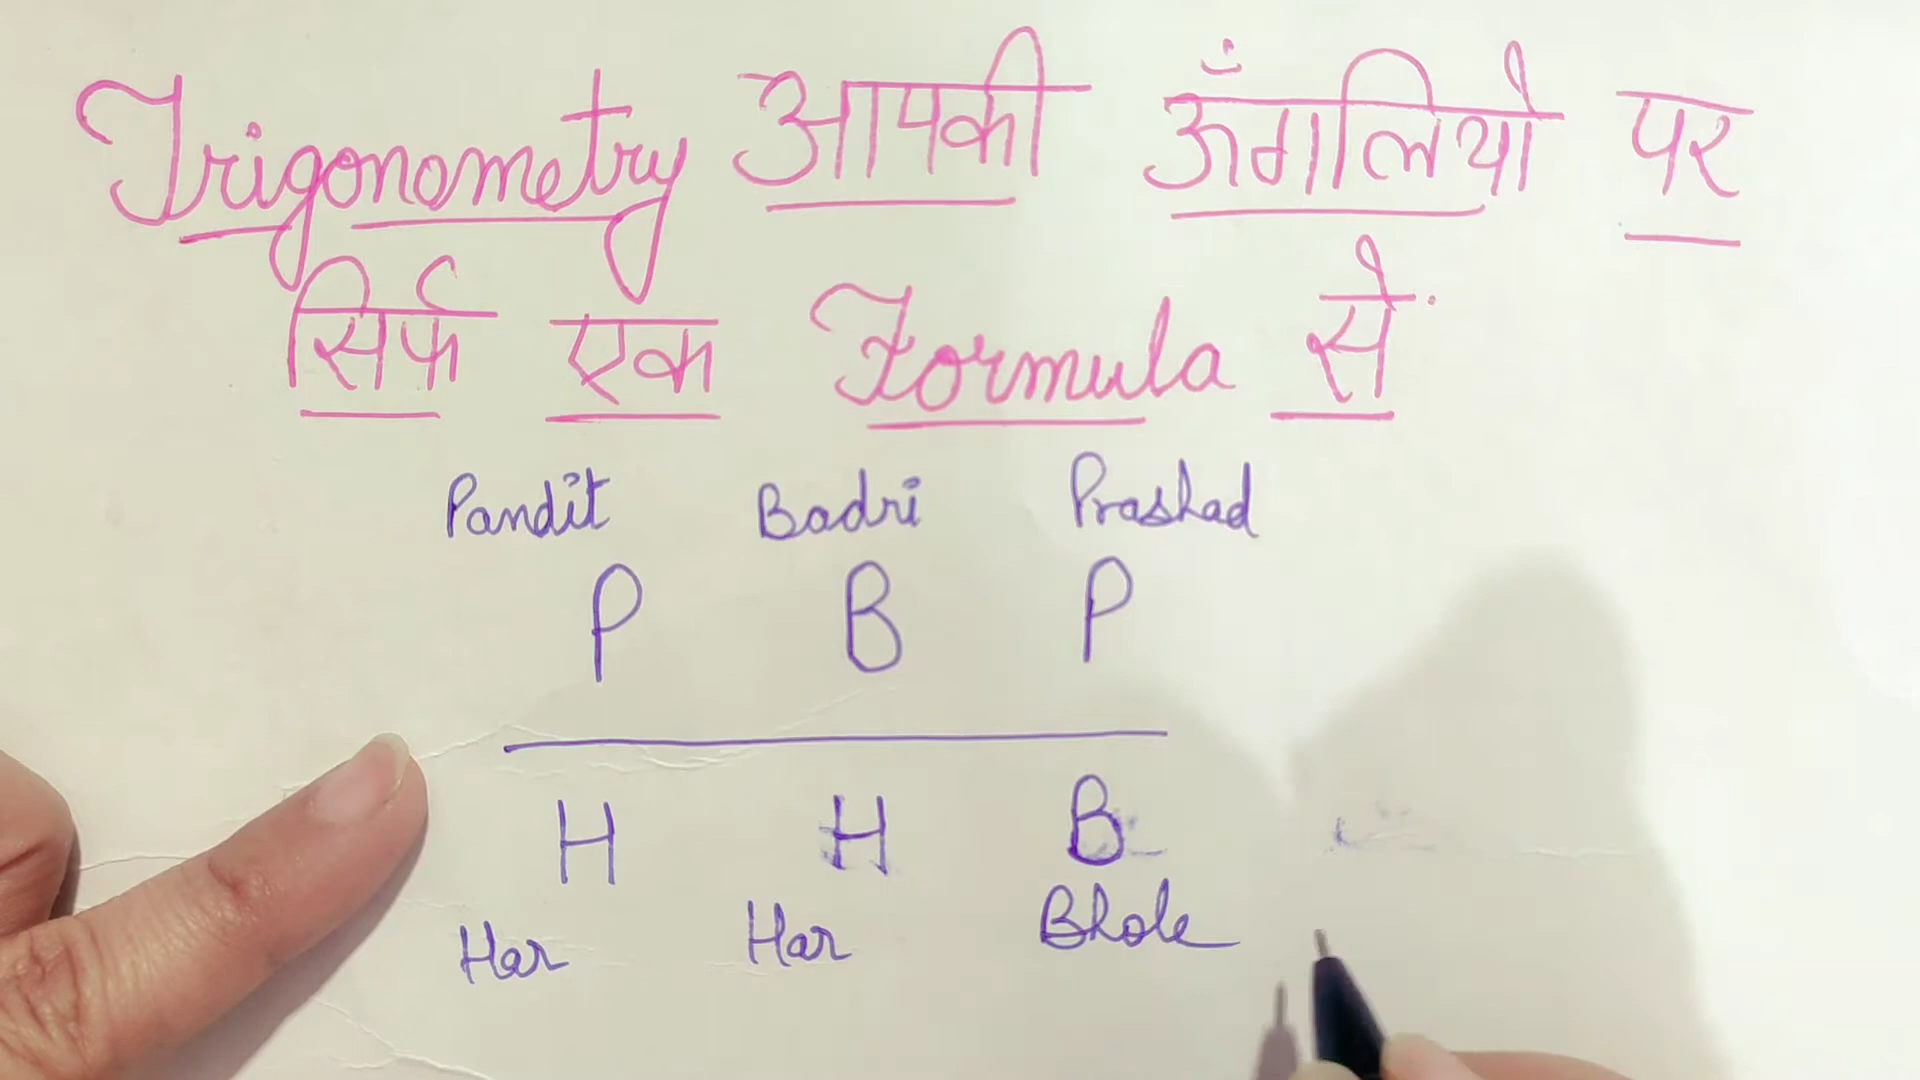 Trigonometry आपकी ऊँगलियो पर
सिर्फ एक Formula से
Pandit Badri Prashad
P B P
H H B
Har Har Bhole